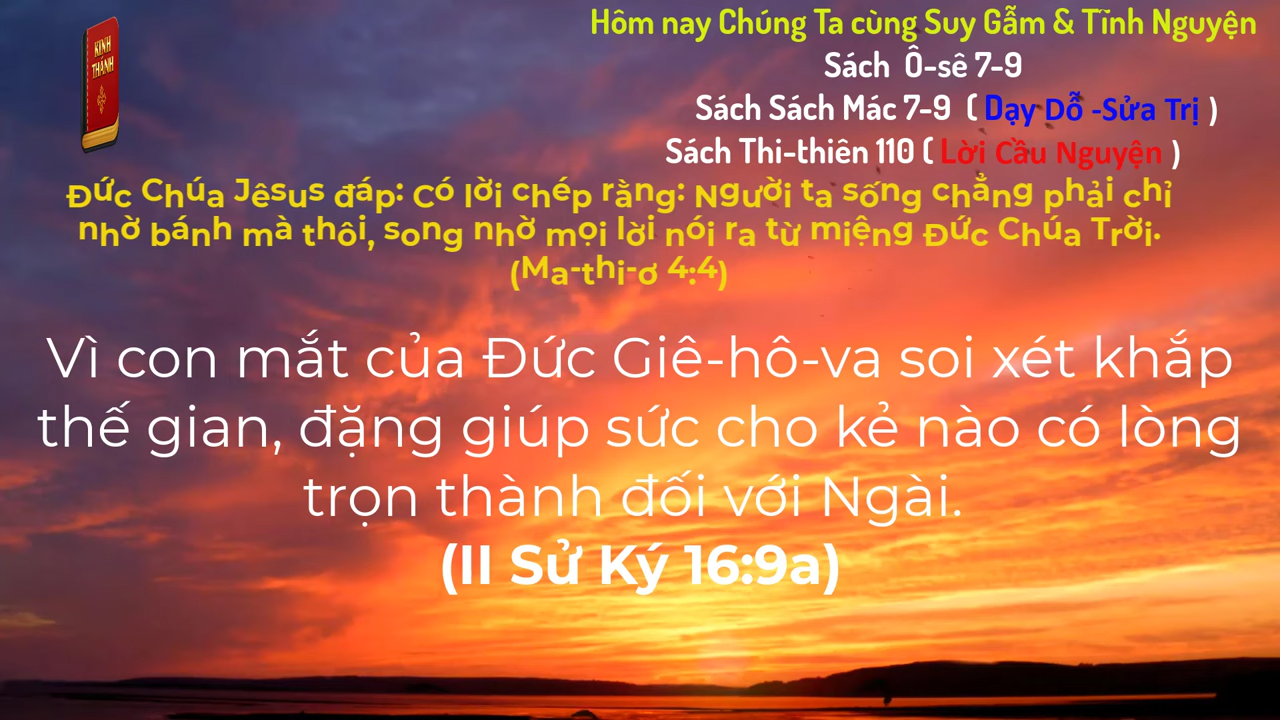 KINH
THÁNH
Hôm nay Chúng Ta cùng Suy Gẫm & Tĩnh Nguyện
Sách Ô-sê 7-9
Sách Sách Mác 7-9 ( Dạy Dỗ -Sửa Trị )
Sách Thi-thiên 110 ( Lời Cầu Nguyện )
Đức Chúa Jêsus đáp: Có lời chép rằng: Người ta sống chẳng phải chỉ
nhờ bánh mà thôi, song nhờ mọi lời nói ra từ miệng Đức Chúa Trời.
(Ma-thi-ơ 4:4)
Vì con mắt của Đức Giê-hô-va soi xét khắp
thế gian, đặng giúp sức cho kẻ nào có lòng
trọn thành đối với Ngài.
(II Sử Ký 16:9a)